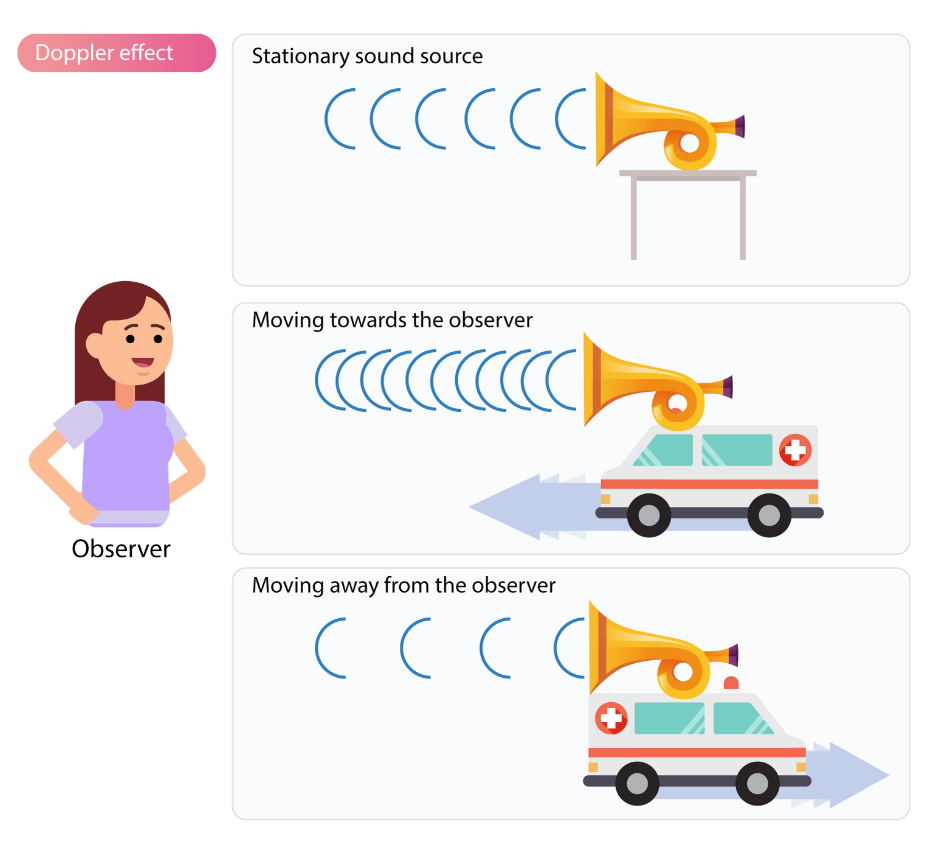 Doppler effect
Stationary sound source
Moving towards the observer
Observer
Moving away from the observer